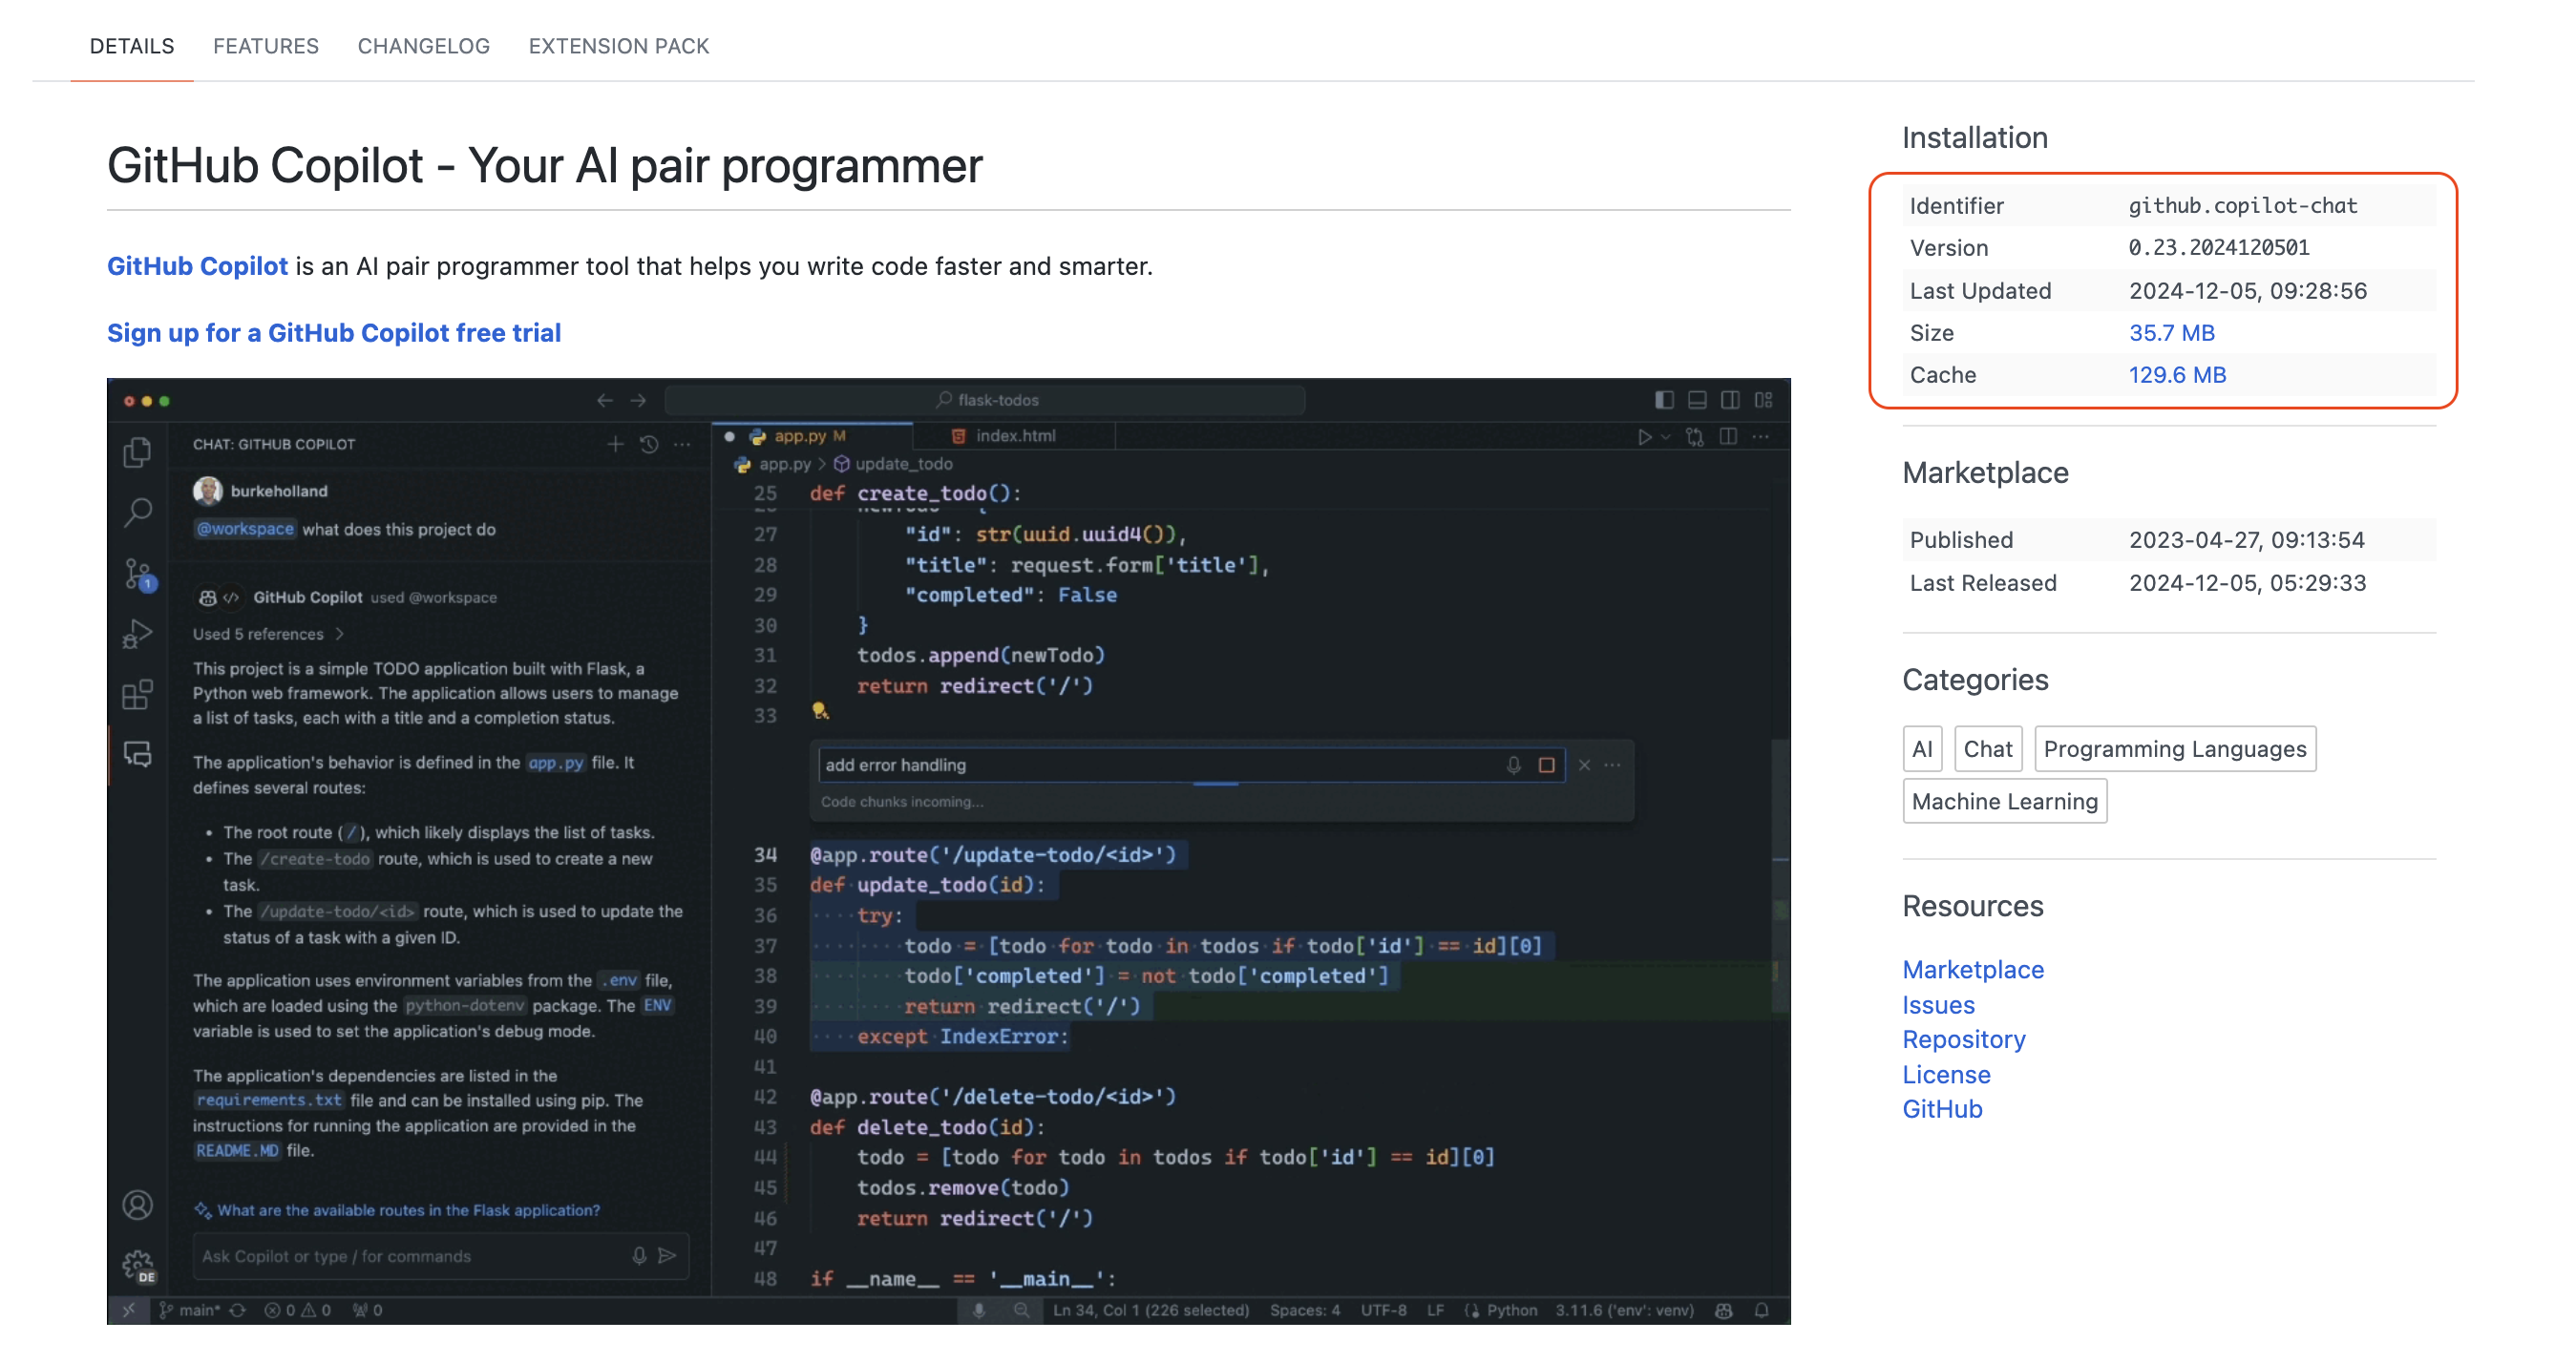 DETAILS FEATURES CHANGELOG EXTENSION PACK
GitHub Copilot - Your AI pair programmer
GitHub Copilot is an AI pair programmer tool that helps you write code faster and smarter.
Sign up for a GitHub Copilot free trial
flask-todos
CHAT: GITHUB COPILOT
burkeholland
@workspace what does this project do
1
GitHub Copilot used @workspace
Used 5 references >
This project is a simple TODO application built with Flask, a
Python web framework. The application allows users to manage
a list of tasks, each with a title and a completion status.
The application's behavior is defined in the app.py file. It
defines several routes:
• The root route (/), which likely displays the list of tasks.
• The /create-todo route, which is used to create a new
task.
• The /update-todo/<id> route, which is used to update the
status of a task with a given ID.
The application uses environment variables from the .env file,
which are loaded using the python-dotenv package. The ENV
variable is used to set the application's debug mode.
The application's dependencies are listed in the
requirements.txt file and can be installed using pip. The
instructions for running the application are provided in the
README.MD file.
What are the available routes in the Flask application?
Ask Copilot or type / for commands
DE
app.py M index.html
app.py > update_todo
25 def create_todo():
27 "id": str(uuid.uuid4()),
28 "title": request.form['title'],
29 "completed": False
30 }
31 todos.append(newTodo)
32 return redirect('/')
33
add error handling
Code chunks incoming...
34 @app.route('/update-todo/<id>')
35 def update_todo(id):
36 try:
37 todo = [todo for todo in todos if todo['id'] == id][0]
38 todo['completed'] = not todo['completed']
39 return redirect('/')
40 except IndexError:
41
42 @app.route('/delete-todo/<id>')
43 def delete_todo(id):
44 todo = [todo for todo in todos if todo['id'] == id][0]
45 todos.remove(todo)
46 return redirect('/')
47
48 if __name__ == '__main__':
main* 0 0 0 Ln 34, Col 1 (226 selected) Spaces: 4 UTF-8 LF Python 3.11.6 ('env': venv)
Installation
Identifier github.copilot-chat
Version 0.23.2024120501
Last Updated 2024-12-05, 09:28:56
Size 35.7 MB
Cache 129.6 MB
Marketplace
Published 2023-04-27, 09:13:54
Last Released 2024-12-05, 05:29:33
Categories
AI Chat Programming Languages
Machine Learning
Resources
Marketplace
Issues
Repository
License
GitHub